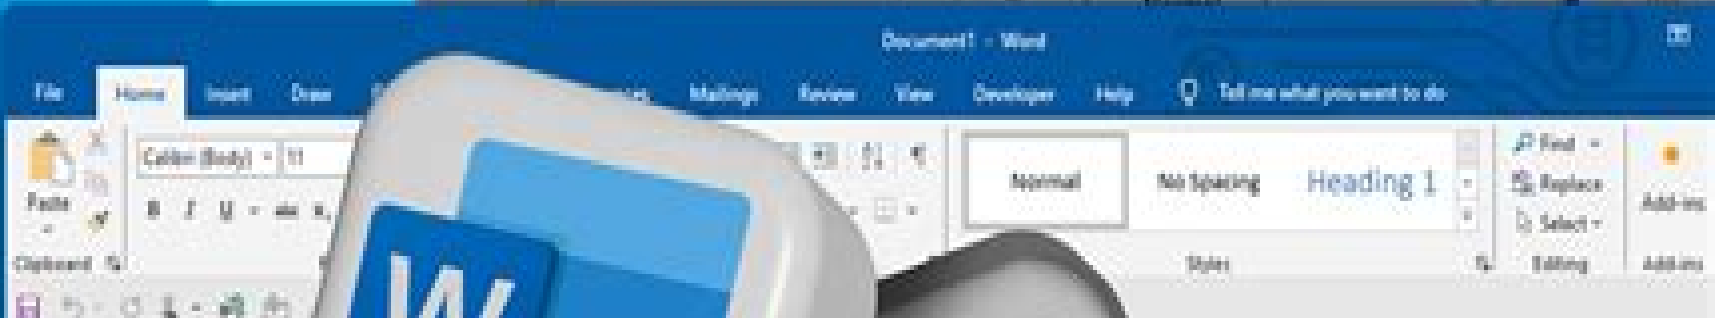 Document1 - Word
File Home Insert Draw Mailings Review View Developer Help Tell me what you want to do
Calibri (Body) 11
Find
Normal No Spacing Heading 1
Replace
Paste
B I U abc
Add-ins
Select
Clipboard
Styles
Editing
Add-ins
W